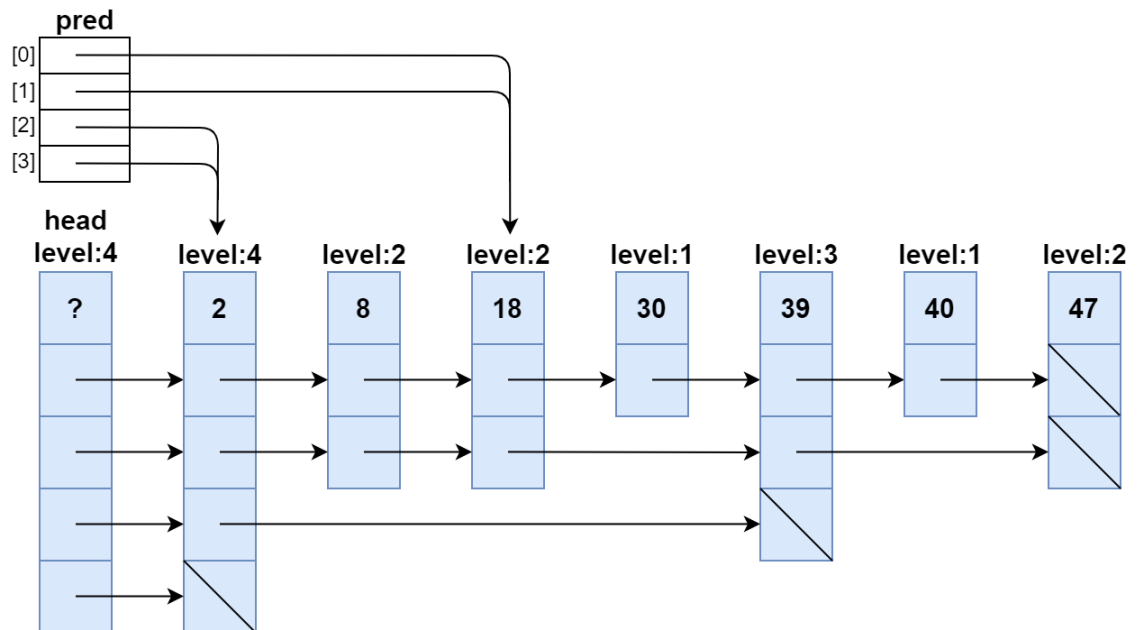 pred
[0]
[1]
[2]
[3]
head
level:4 level:4 level:2 level:2 level:1 level:3 level:1 level:2
? 2 8 18 30 39 40 47